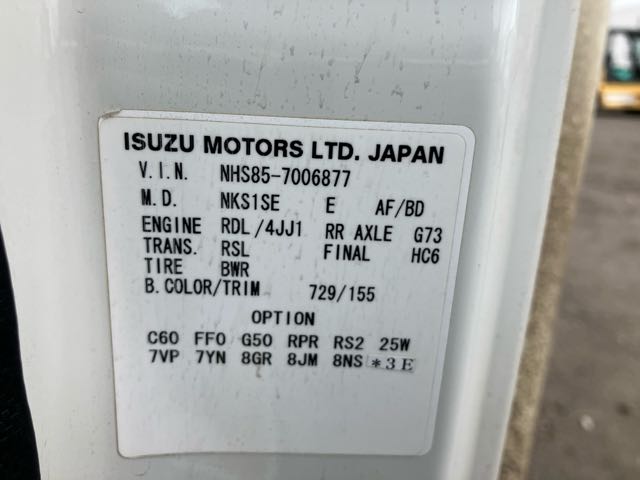 ISUZU MOTORS LTD. JAPAN
V.I.N. NHS85-7006877
M.D. NKS1SE E AF/BD
ENGINE RDL/4JJ1 RR AXLE G73
TRANS. RSL FINAL HC6
TIRE BWR
B.COLOR/TRIM 729/155
OPTION
C60 FF0 G50 RPR RS2 25W
7VP 7YN 8GR 8JM 8NS *3E